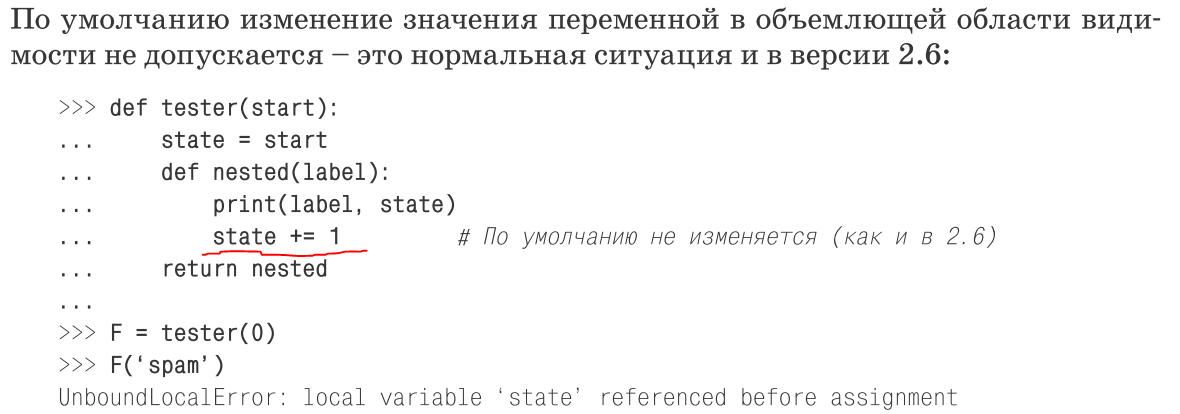 По умолчанию изменение значения переменной в объемлющей области види-
мости не допускается – это нормальная ситуация и в версии 2.6:
>>> def tester(start):
...     state = start
...     def nested(label):
...         print(label, state)
...         state += 1         # По умолчанию не изменяется (как и в 2.6)
...     return nested
...
>>> F = tester(0)
>>> F(‘spam’)
UnboundLocalError: local variable ‘state’ referenced before assignment